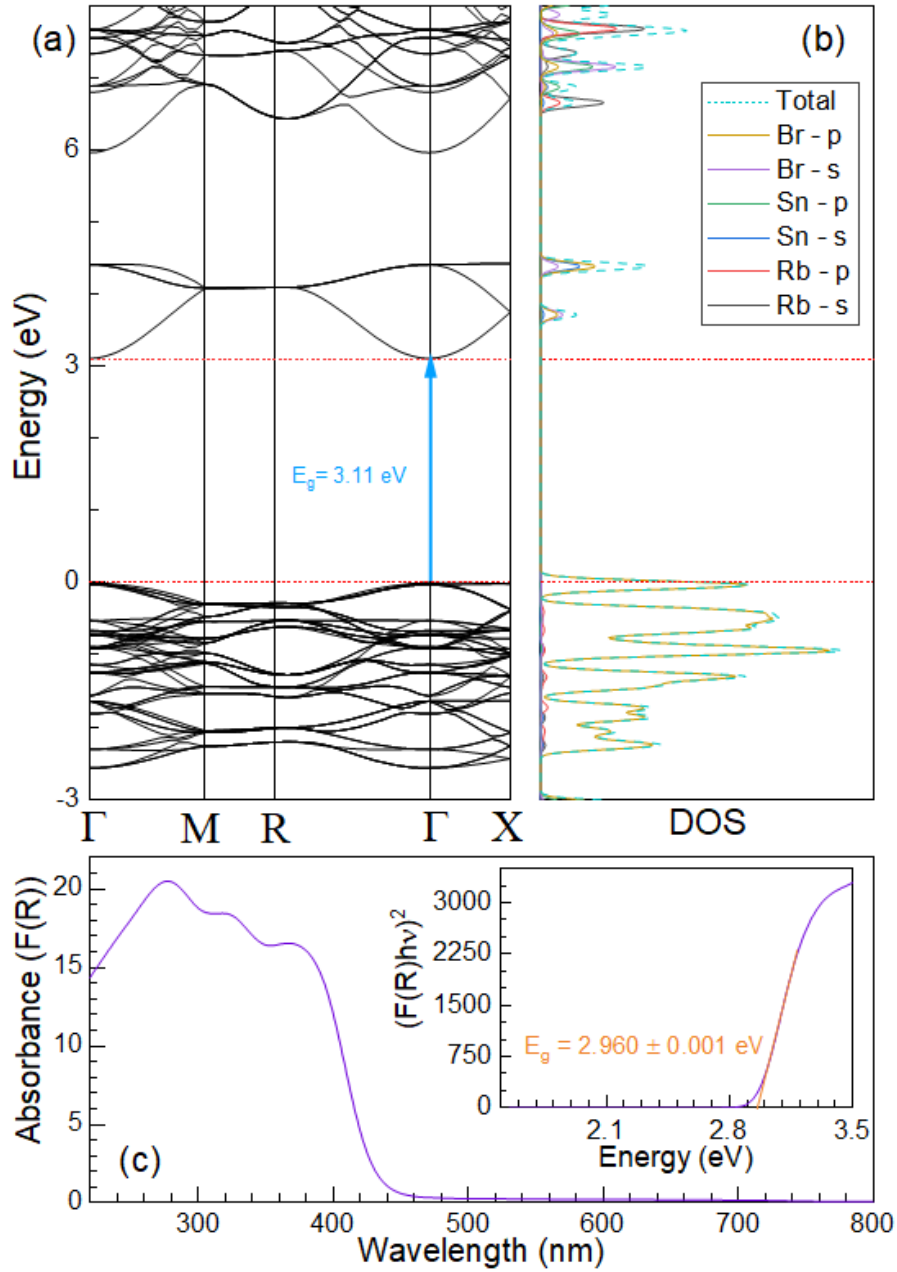 (a)
(b)
Total
Br - p
Br - s
Sn - p
Sn - s
Rb - p
Rb - s
6
3
0
-3
Energy (eV)
E_g= 3.11 eV
Γ M R Γ X
DOS
20
15
10
5
0
Absorbance (F(R))
(c)
300 400 500 600 700 800
Wavelength (nm)
3000
2250
1500
750
0
(F(R)hν)²
E_g = 2.960 ± 0.001 eV
2.1 2.8 3.5
Energy (eV)